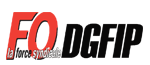 FO DGFIP
la force syndicale